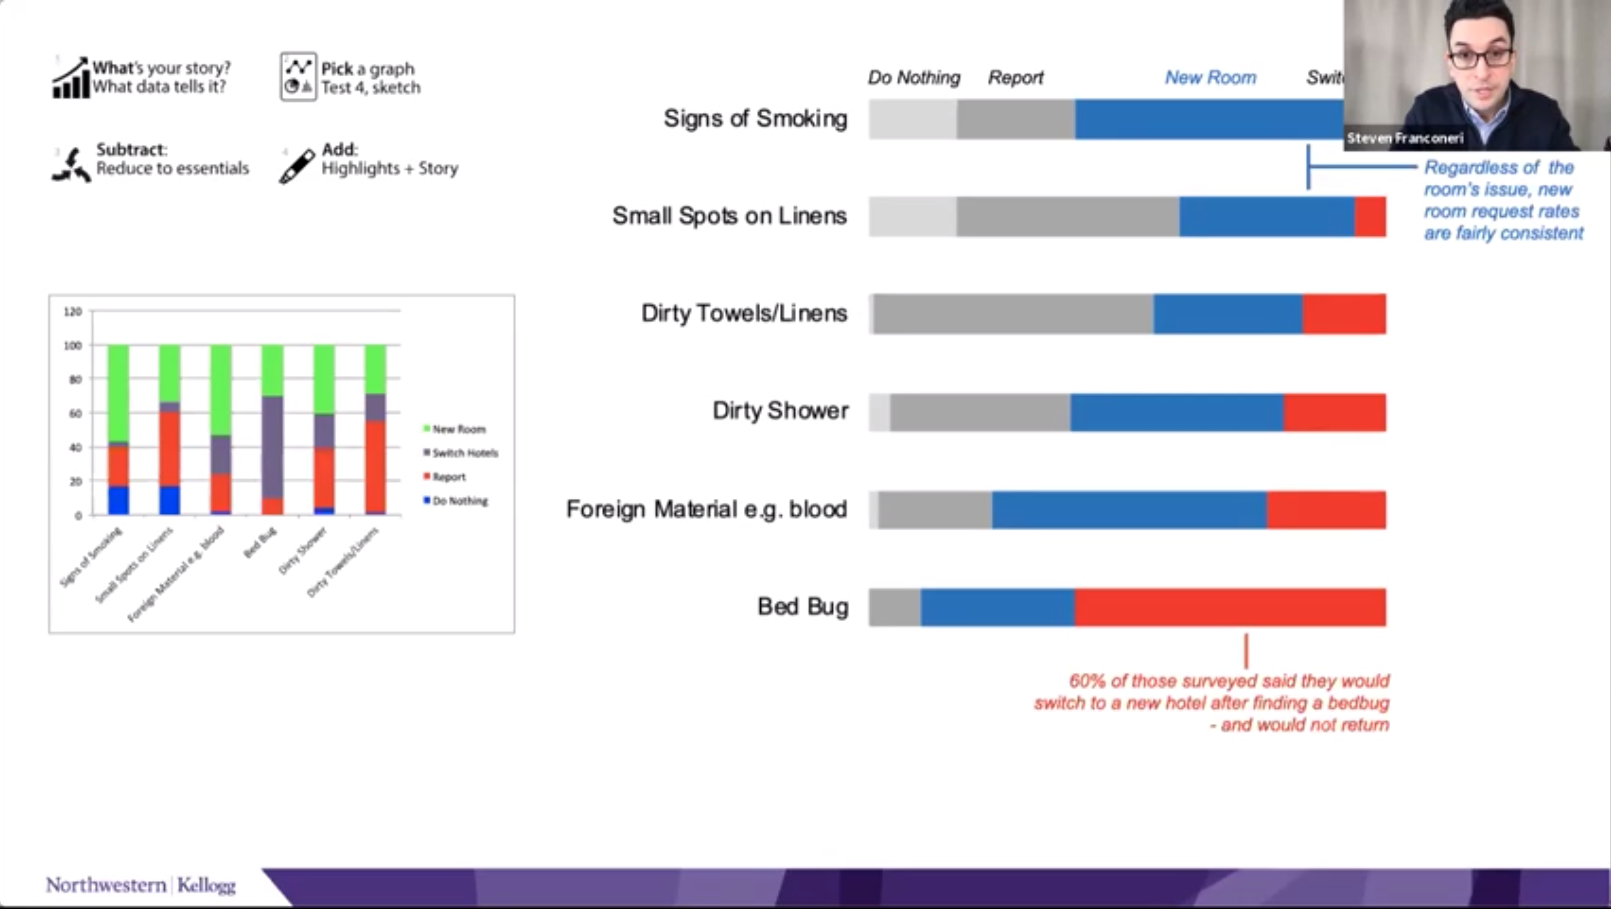 What's your story?
What data tells it?
Pick a graph
Test 4, sketch
Subtract:
Reduce to essentials
Add:
Highlights + Story
120
100
80
60
40
20
0
Signs of Smoking
Small Spots on Linens
Foreign Material e.g. blood
Bed Bug
Dirty Shower
Dirty Towels/Linens
New Room
Switch Hotels
Report
Do Nothing
Do Nothing Report New Room
Signs of Smoking
Small Spots on Linens
Dirty Towels/Linens
Dirty Shower
Foreign Material e.g. blood
Bed Bug
Steven Franconeri
Regardless of the
room's issue, new
room request rates
are fairly consistent
60% of those surveyed said they would
switch to a new hotel after finding a bedbug
- and would not return
Northwestern | Kellogg